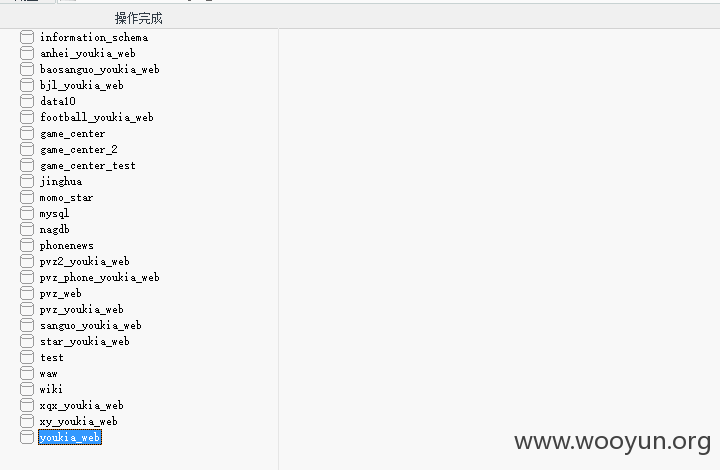 操作完成
information_schema
anhei_youkia_web
baosanguo_youkia_web
bjl_youkia_web
data10
football_youkia_web
game_center
game_center_2
game_center_test
jinghua
momo_star
mysql
nagdb
phonenews
pvz2_youkia_web
pvz_phone_youkia_web
pvz_web
pvz_youkia_web
sanguo_youkia_web
star_youkia_web
test
waw
wiki
xqx_youkia_web
xy_youkia_web
youkia_web
www.wooyun.org